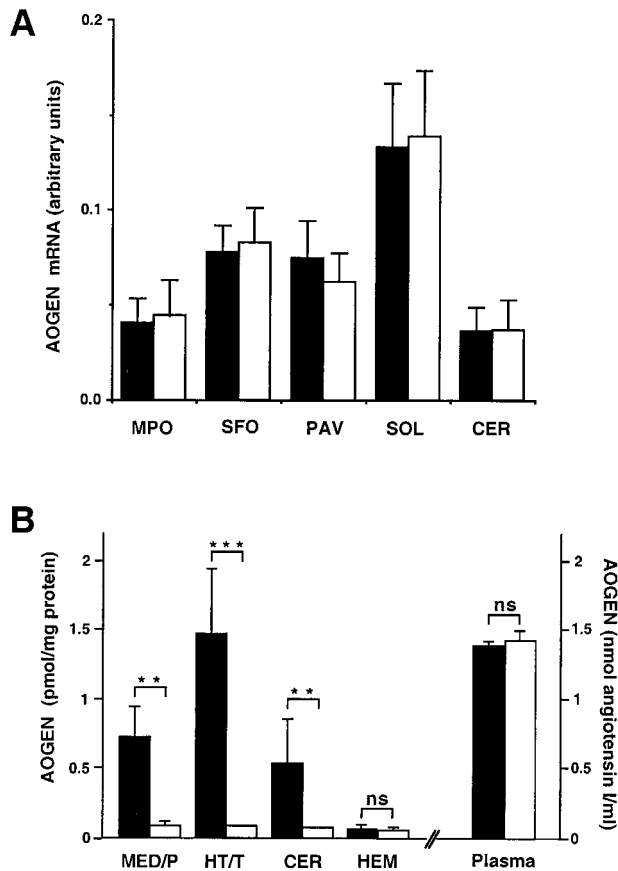 A
AOGEN mRNA (arbitrary units)
0.2
0.1
0.0
MPO SFO PAV SOL CER
B
AOGEN (pmol/mg protein)
2
1.5
1
0.5
0
* *
* * *
* *
ns
ns
2
1.5
1
0.5
0
AOGEN (nmol angiotensin I/ml)
MED/P HT/T CER HEM // Plasma